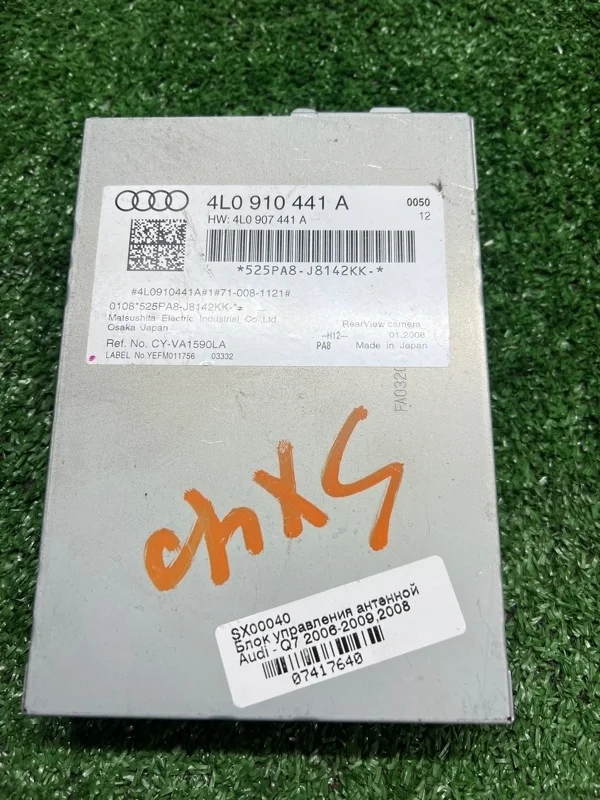 4L0 910 441 A
0050
HW: 4L0 907 441 A
12
*525PA8-J8142KK-*
#4L0910441A#1#71-008-1121#
0108*525PA8-J8142KK-*=
Matsushita Electric Industrial Co.,Ltd.
Osaka Japan
RearView camera
--H12--
01.2006
Ref. No. CY-VA1590LA
PA8
Made in Japan
LABEL No.YEFM011756
03332
FA0320
SX00040
Блок управления антенной
Audi - Q7 2006-2009,2008
07417640